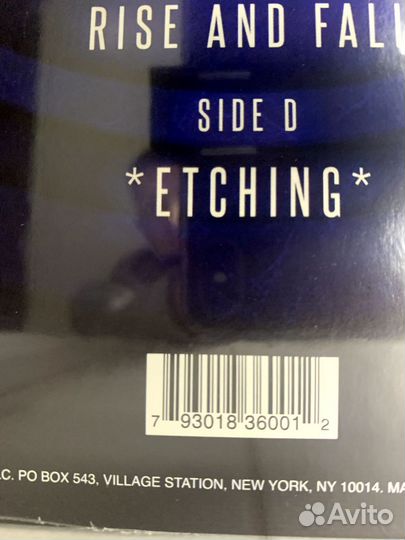 RISE AND FALL
SIDE D
*ETCHING*
7 93018 36001 2
.C. PO BOX 543, VILLAGE STATION, NEW YORK, NY 10014. MA
Avito